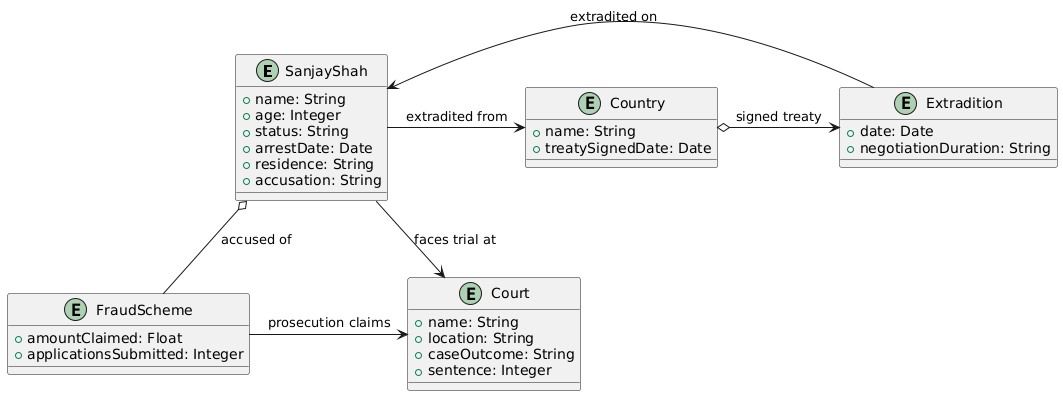 extradited on
E SanjayShah
name: String
age: Integer
status: String
arrestDate: Date
residence: String
accusation: String
extradited from
E Country
name: String
treatySignedDate: Date
signed treaty
E Extradition
date: Date
negotiationDuration: String
accused of
faces trial at
E FraudScheme
amountClaimed: Float
applicationsSubmitted: Integer
prosecution claims
E Court
name: String
location: String
caseOutcome: String
sentence: Integer